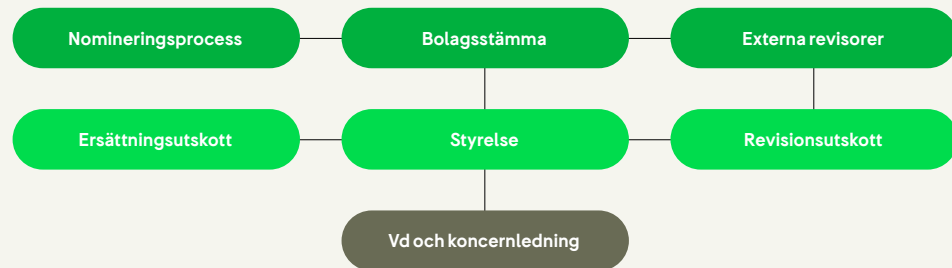 Nomineringsprocess
Bolagsstämma
Externa revisorer
Ersättningsutskott
Styrelse
Revisionsutskott
Vd och koncernledning